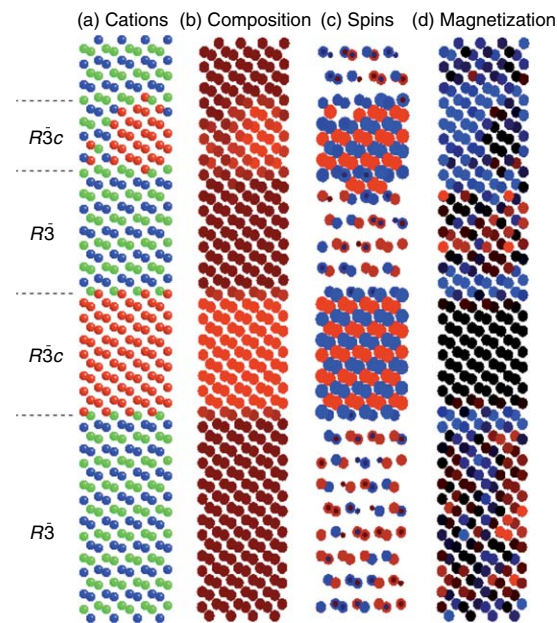 (a) Cations (b) Composition (c) Spins (d) Magnetization
R3̄c
R3̄
R3̄c
R3̄